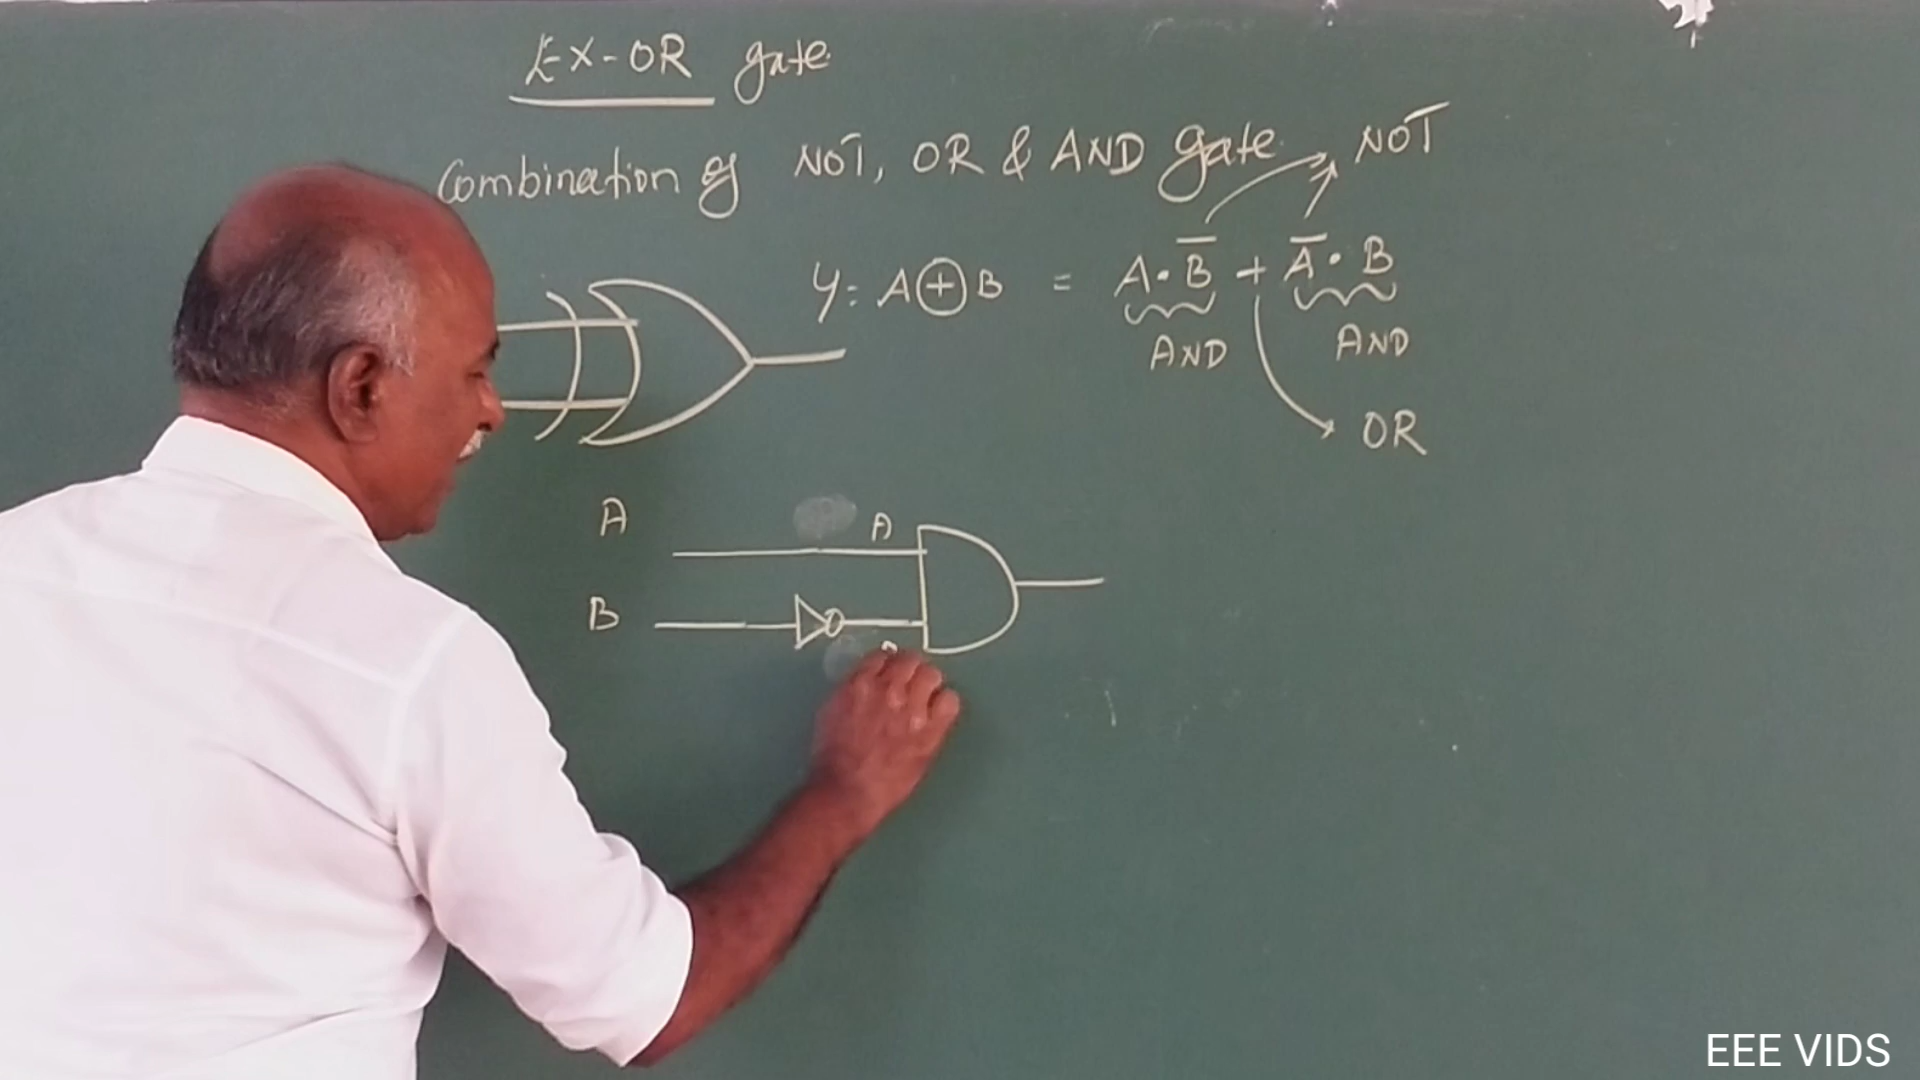 EX-OR gate
Combination of NOT, OR & AND gate
NOT
Y = A ⊕ B = A · B̅ + A̅ · B
AND
AND
OR
A
A
B
EEE VIDS